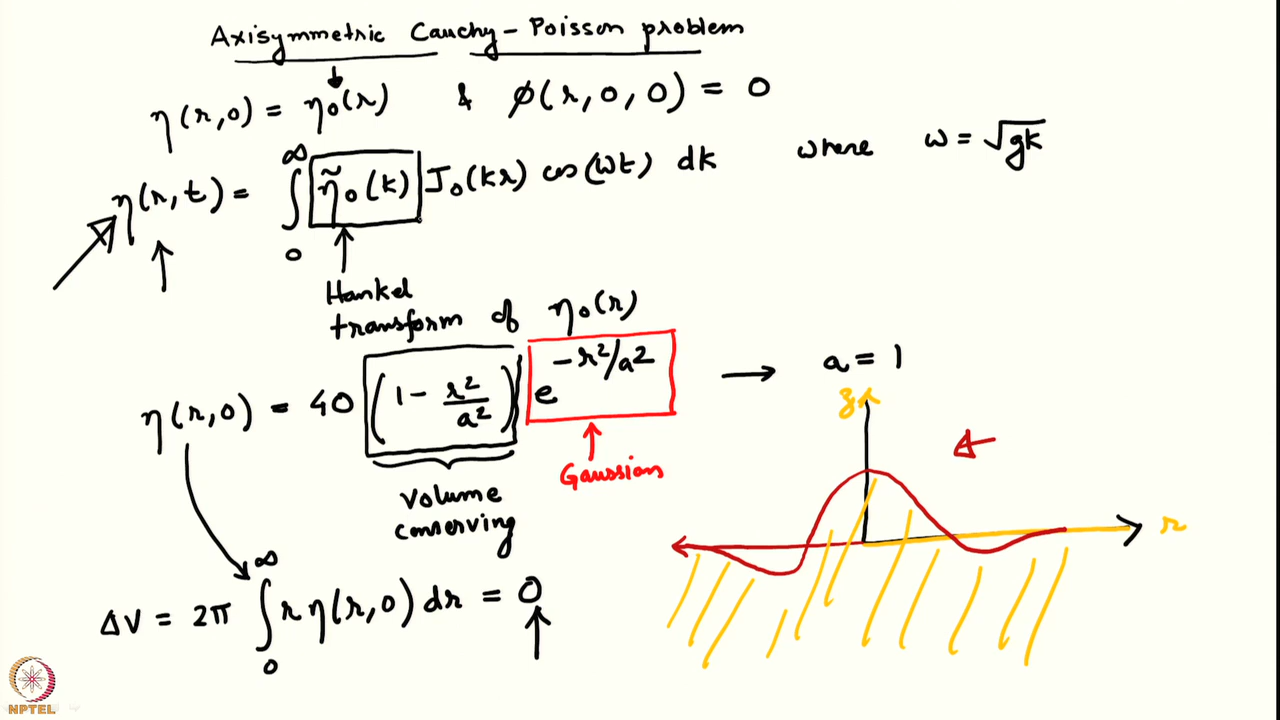 Axisymmetric Cauchy-Poisson problem
η(r,0) = η₀(r) & φ(r,0,0) = 0
η(r,t) = ∫₀^∞ η̃₀(k) J₀(kr) cos(ωt) dk where ω = √gk
Hankel
transform of η₀(r)
η(r,0) = 40 (1 - r²/a²) e^(-r²/a²) → a = 1
Gaussian
volume
conserving
ΔV = 2π ∫₀^∞ r η(r,0) dr = 0
z
r
NPTEL